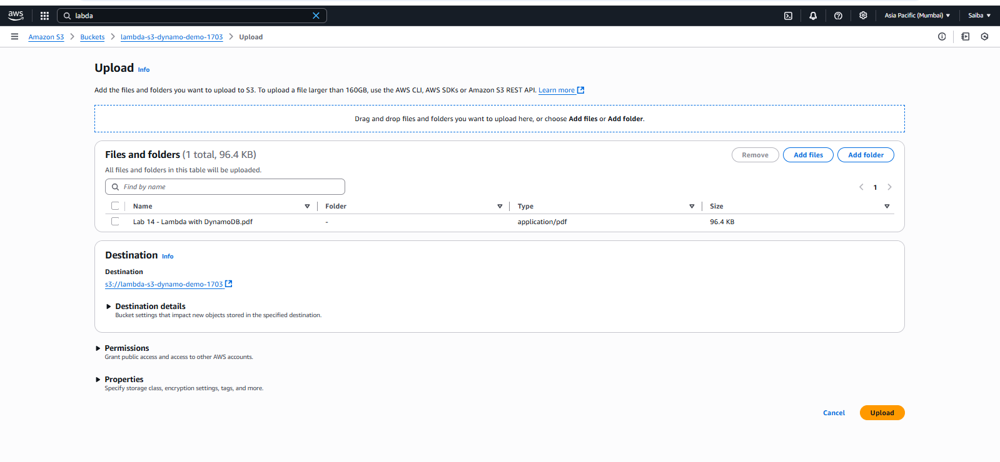 aws
labda
Asia Pacific (Mumbai)
Saiba
Amazon S3 > Buckets > lambda-s3-dynamo-demo-1703 > Upload
Upload Info
Add the files and folders you want to upload to S3. To upload a file larger than 160GB, use the AWS CLI, AWS SDKs or Amazon S3 REST API. Learn more
Drag and drop files and folders you want to upload here, or choose Add files or Add folder.
Files and folders (1 total, 96.4 KB)
Remove
Add files
Add folder
All files and folders in this table will be uploaded.
Find by name
1
Name Folder Type Size
Lab 14 - Lambda with DynamoDB.pdf - application/pdf 96.4 KB
Destination Info
Destination
s3://lambda-s3-dynamo-demo-1703
Destination details
Bucket settings that impact new objects stored in the specified destination.
Permissions
Grant public access and access to other AWS accounts.
Properties
Specify storage class, encryption settings, tags, and more.
Cancel
Upload